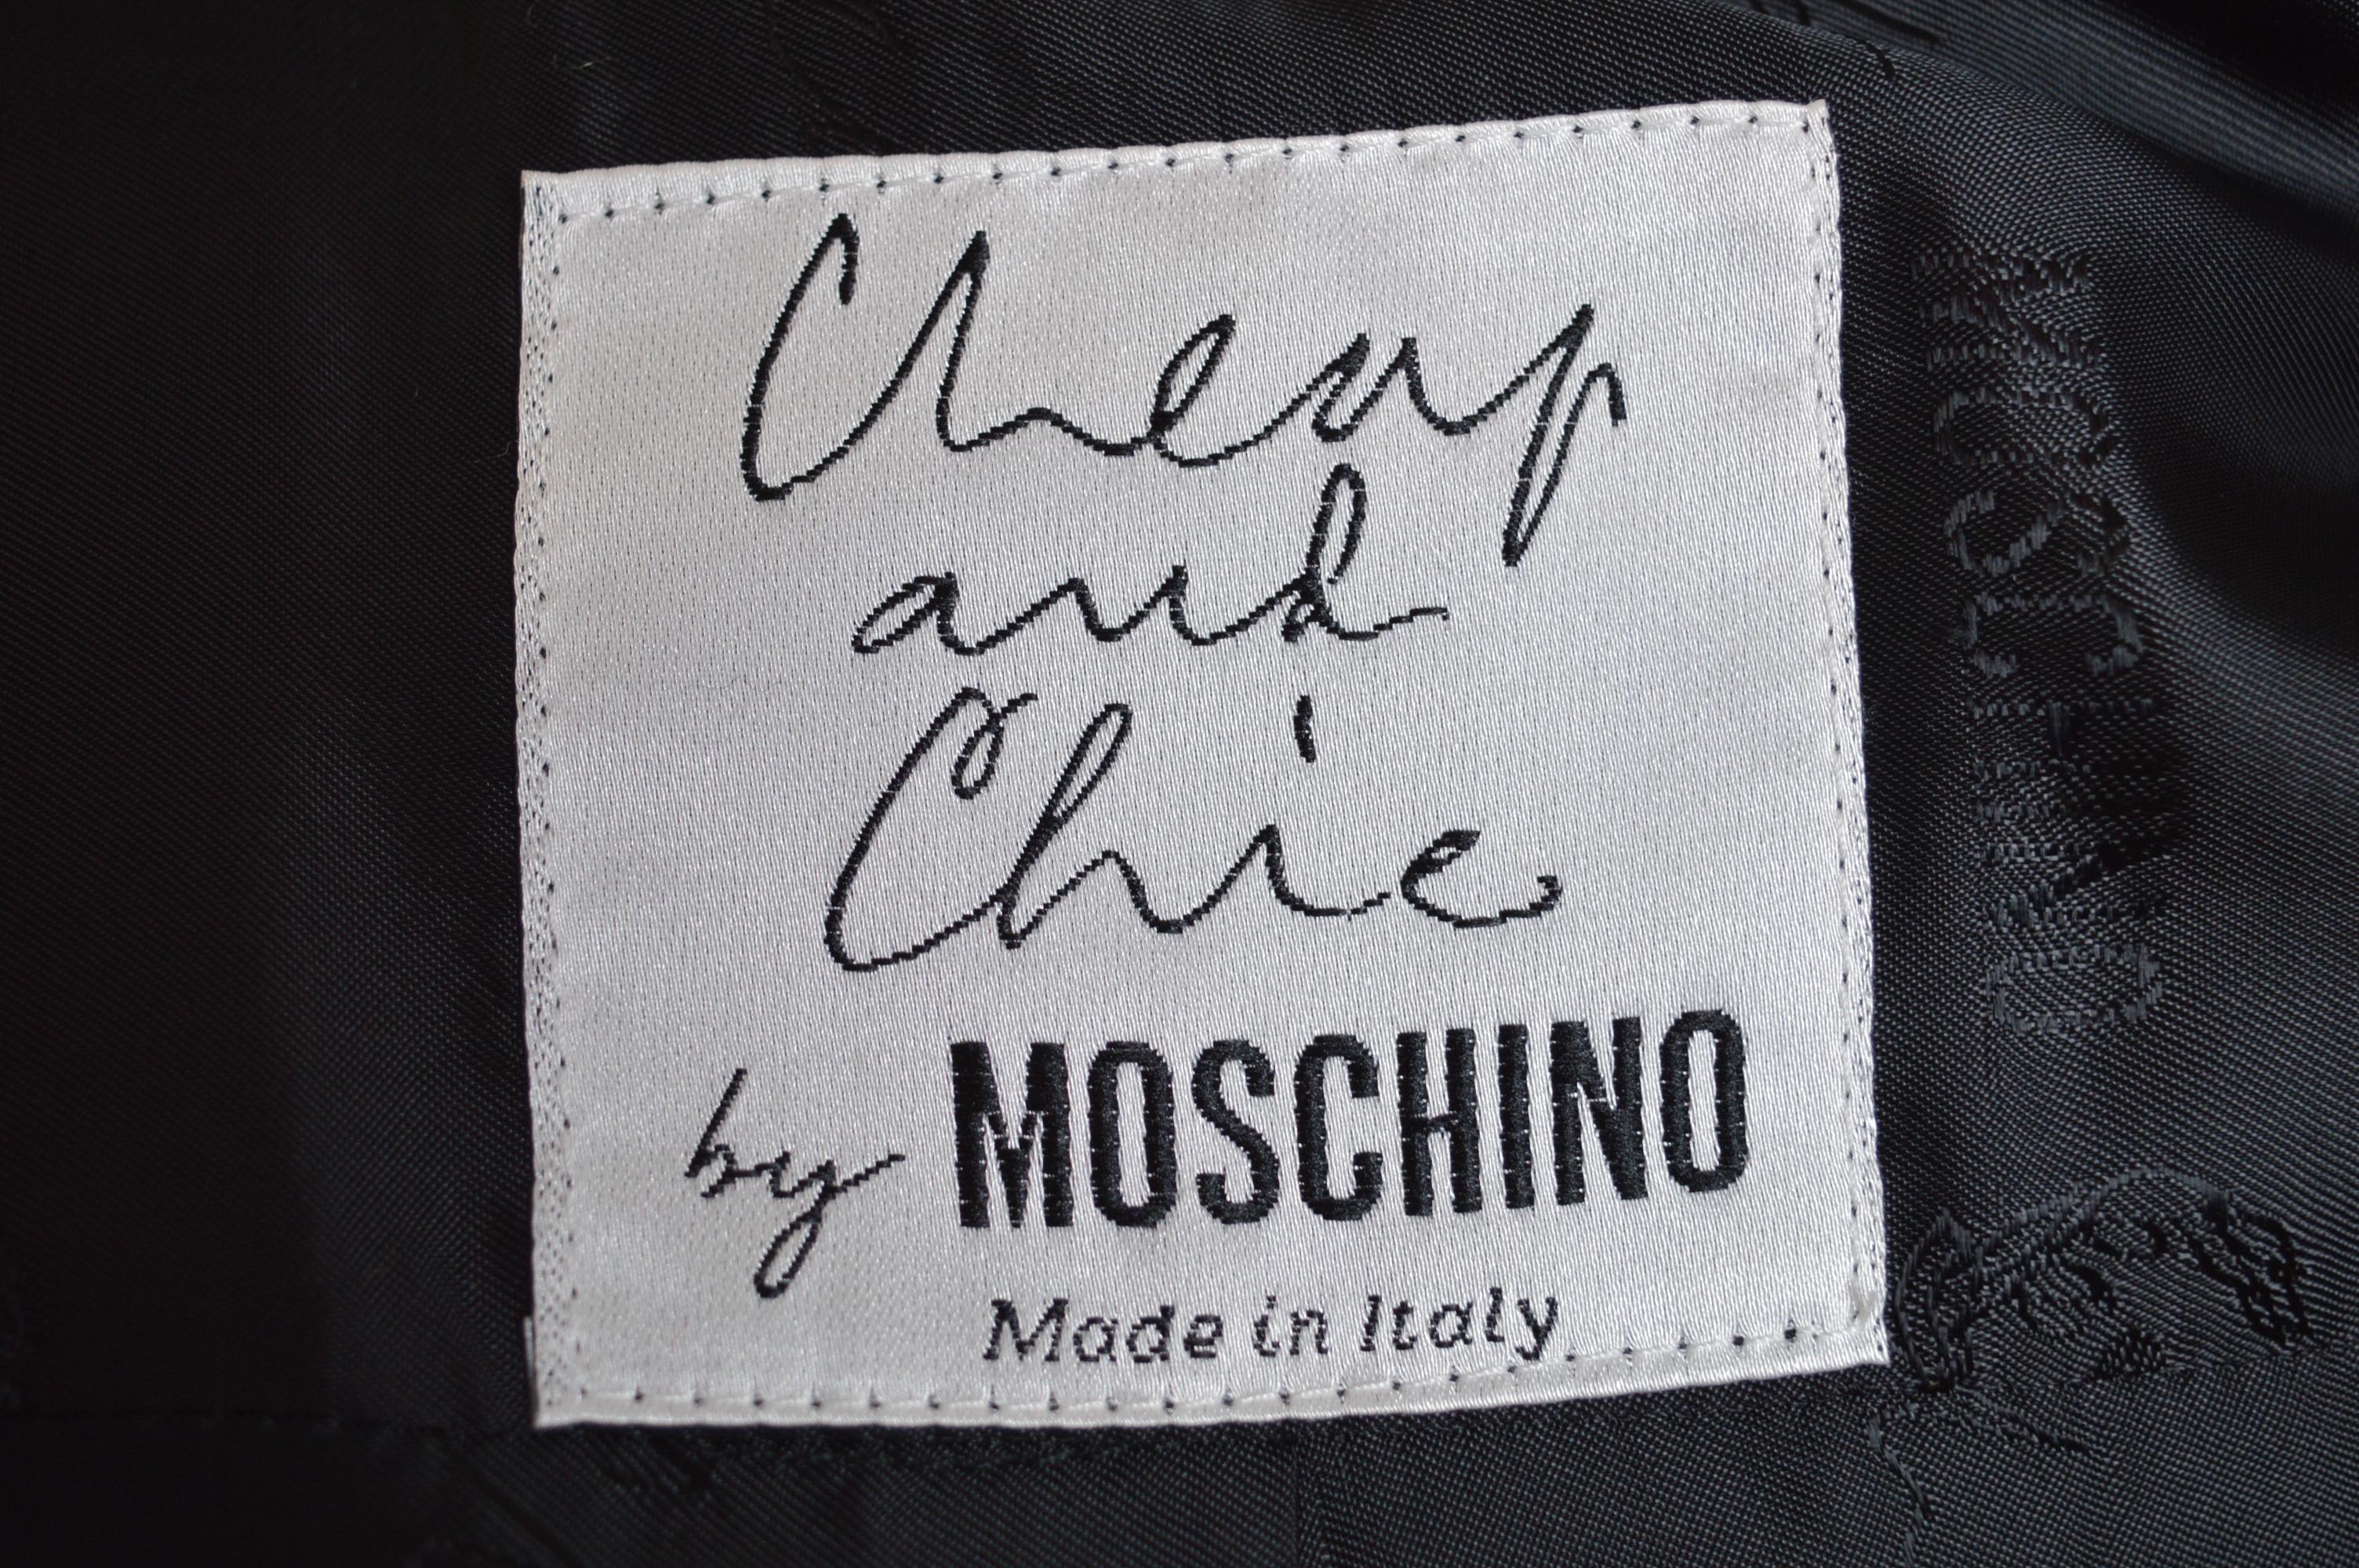 Cheap
and
Chic
by MOSCHINO
Made in Italy